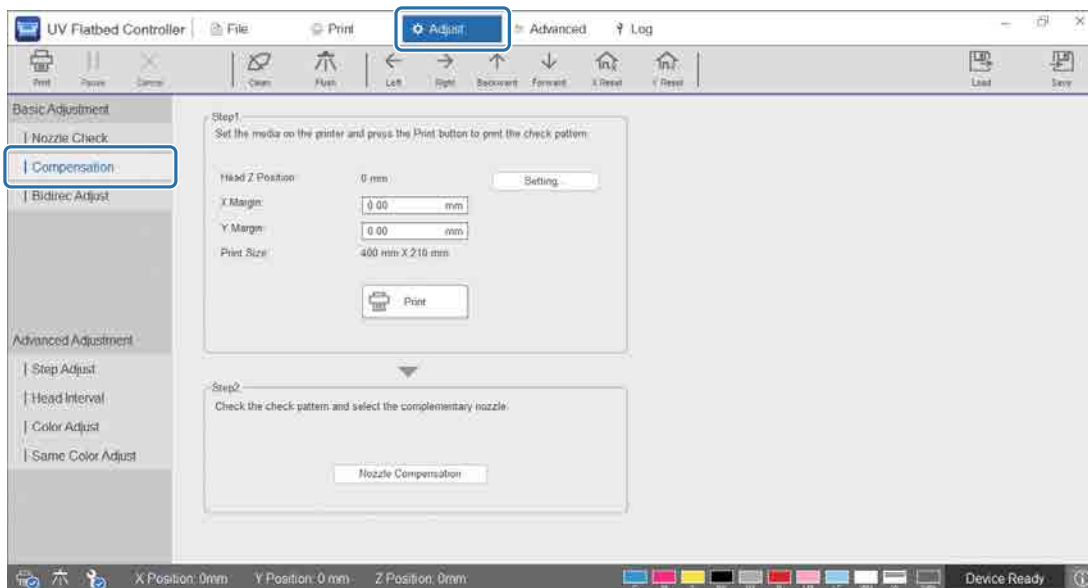 UV Flatbed Controller
File
Print
Adjust
Advanced
Log
Print
Pause
Cancel
Clean
Flush
Left
Right
Backward
Forward
X Reset
Y Reset
Load
Save
Basic Adjustment
Nozzle Check
Compensation
Bidirec Adjust
Advanced Adjustment
Step Adjust
Head Interval
Color Adjust
Same Color Adjust
Step1
Set the media on the printer and press the Print button to print the check pattern.
Head Z Position: 0 mm Setting
X Margin: 0.00 mm
Y Margin: 0.00 mm
Print Size: 400 mm X 210 mm
Print
Step2
Check the check pattern and select the complementary nozzle.
Nozzle Compensation
X Position: 0mm Y Position: 0 mm Z Position: 0mm
Device Ready